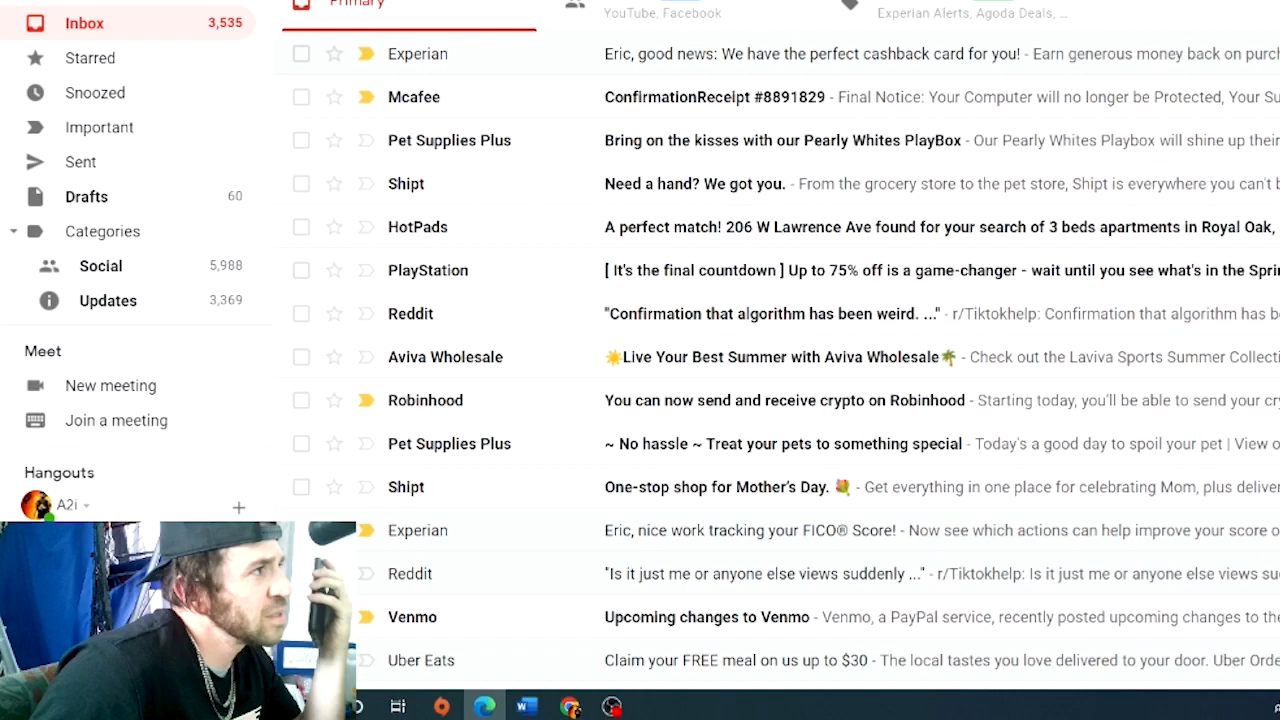 Primary
YouTube, Facebook
Experian Alerts, Agoda Deals, …
Inbox 3,535
Starred
Snoozed
Important
Sent
Drafts 60
Categories
Social 5,988
Updates 3,369
Meet
New meeting
Join a meeting
Hangouts
A2i
Experian Eric, good news: We have the perfect cashback card for you! - Earn generous money back on purch
Mcafee ConfirmationReceipt #8891829 - Final Notice: Your Computer will no longer be Protected, Your Su
Pet Supplies Plus Bring on the kisses with our Pearly Whites PlayBox - Our Pearly Whites Playbox will shine up their
Shipt Need a hand? We got you. - From the grocery store to the pet store, Shipt is everywhere you can't b
HotPads A perfect match! 206 W Lawrence Ave found for your search of 3 beds apartments in Royal Oak,
PlayStation [ It's the final countdown ] Up to 75% off is a game-changer - wait until you see what's in the Sprin
Reddit "Confirmation that algorithm has been weird. ..." - r/Tiktokhelp: Confirmation that algorithm has b
Aviva Wholesale ☀️Live Your Best Summer with Aviva Wholesale🌴 - Check out the Laviva Sports Summer Collecti
Robinhood You can now send and receive crypto on Robinhood - Starting today, you'll be able to send your cry
Pet Supplies Plus ~ No hassle ~ Treat your pets to something special - Today's a good day to spoil your pet | View o
Shipt One-stop shop for Mother's Day. 💐 - Get everything in one place for celebrating Mom, plus deliver
Experian Eric, nice work tracking your FICO® Score! - Now see which actions can help improve your score o
Reddit "Is it just me or anyone else views suddenly ..." - r/Tiktokhelp: Is it just me or anyone else views su
Venmo Upcoming changes to Venmo - Venmo, a PayPal service, recently posted upcoming changes to the
Uber Eats Claim your FREE meal on us up to $30 - The local tastes you love delivered to your door. Uber Orde